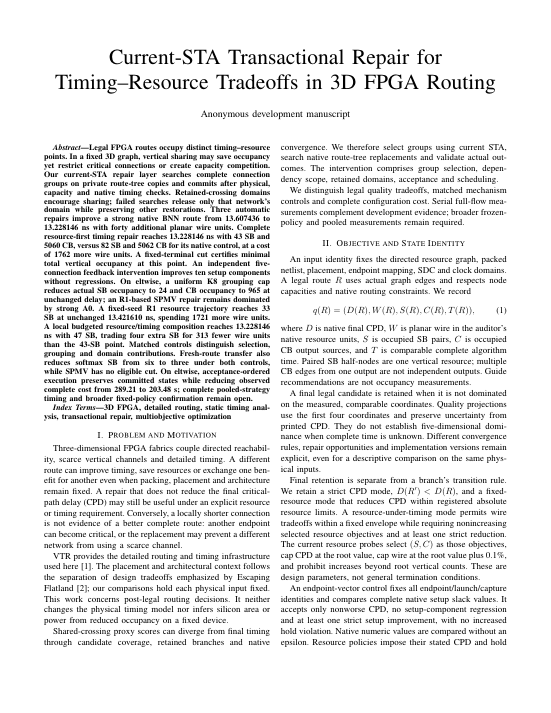 Current-STA Transactional Repair for
Timing–Resource Tradeoffs in 3D FPGA Routing
Anonymous development manuscript
Abstract—Legal FPGA routes occupy distinct timing–resource
points. In a fixed 3D graph, vertical sharing may save occupancy
yet restrict critical connections or create capacity competition.
Our current-STA repair layer searches complete connection
groups on private route-tree copies and commits after physical,
capacity and native timing checks. Retained-crossing domains
encourage sharing; failed searches release only that network's
domain while preserving other restorations. Three automatic
repairs improve a strong native BNN route from 13.607436 to
13.228146 ns with forty additional planar wire units. Complete
resource-first timing repair reaches 13.228146 ns with 43 SB and
5060 CB, versus 82 SB and 5062 CB for its native control, at a cost
of 1762 more wire units. A fixed-terminal cut certifies minimal
total vertical occupancy at this point. An independent five-
connection feedback intervention improves ten setup components
without regressions. On eltwise, a uniform K8 grouping cap
reduces actual SB occupancy to 24 and CB occupancy to 965 at
unchanged delay; an R1-based SPMV repair remains dominated
by strong A0. A fixed-seed R1 resource trajectory reaches 33
SB at unchanged 13.421610 ns, spending 1721 more wire units.
A local budgeted resource/timing composition reaches 13.228146
ns with 47 SB, trading four extra SB for 313 fewer wire units
than the 43-SB point. Matched controls distinguish selection,
grouping and domain contributions. Fresh-route transfer also
reduces softmax SB from six to three under both controls,
while SPMV has no eligible cut. On eltwise, acceptance-ordering
execution preserves committed states while reducing observed
complete cost from 289.21 to 203.48 s; complete pooled-strategy
timing and broader fixed-policy confirmation remain open.
Index Terms—3D FPGA, detailed routing, static timing anal-
ysis, transactional repair, multiobjective optimization
I. PROBLEM AND MOTIVATION
Three-dimensional FPGA fabrics couple directed reachabil-
ity, scarce vertical channels and detailed timing. A different
route can improve timing, save resources or exchange one ben-
efit for another even when packing, placement and architecture
remain fixed. A repair that does not reduce the final critical-
path delay (CPD) may still be useful under an explicit resource
or timing requirement. Conversely, a locally shorter connection
is not evidence of a better complete route: another endpoint
can become critical, or the replacement may prevent a different
network from using a scarce channel.
VTR provides the detailed routing and timing infrastructure
used here [1]. The placement and architectural context follows
the separation of design tradeoffs emphasized by Escaping
Flatland [2]; our comparisons hold each physical input fixed.
This work concerns post-legal routing decisions. It neither
changes the physical timing model nor infers silicon area or
power from reduced occupancy on a fixed device.
Shared-crossing proxy scores can diverge from final timing
through candidate coverage, retained branches and native
convergence. We therefore select groups using current STA,
search native route-tree replacements and validate actual out-
comes. The intervention comprises group selection, depen-
dency scope, retained domains, acceptance and scheduling.
We distinguish legal quality tradeoffs, matched mechanism
controls and complete configuration cost. Serial full-flow mea-
surements complement development evidence; broader frozen-
policy and pooled measurements remain required.
II. OBJECTIVE AND STATE IDENTITY
An input identity fixes the directed resource graph, packed
netlist, placement, endpoint mapping, SDC and clock domains.
A legal route R uses actual graph edges and respects node
capacities and native routing constraints. We record
q(R) = (D(R), W(R), S(R), C(R), T(R)), (1)
where D is native final CPD, W is planar wire in the auditor's
native resource units, S is occupied SB pairs, C is occupied
CB output sources, and T is comparable complete algorithm
time. Paired SB half-nodes are one vertical resource; multiple
CB edges from one output are not independent outputs. Guide
recommendations are not occupancy measurements.
A final legal candidate is retained when it is not dominated
on the measured, comparable coordinates. Quality projections
use the first four coordinates and preserve uncertainty from
printed CPD. They do not establish five-dimensional domi-
nance when complete time is unknown. Different convergence
rules, repair opportunities and implementation versions remain
explicit, even for a descriptive comparison on the same phys-
ical inputs.
Final retention is separate from a branch's transition rule.
We retain a strict CPD mode, D(R′) < D(R), and a fixed-
resource mode that reduces CPD within registered absolute
resource limits. A resource-under-timing mode permits wire
tradeoffs within a fixed envelope while requiring nonincreasing
selected resource objectives and at least one strict reduction.
The current resource probes select (S, C) as those objectives,
cap CPD at the root value, cap wire at the root value plus 0.1%,
and prohibit increases beyond root vertical counts. These are
design parameters, not general termination conditions.
An endpoint-vector control fixes all endpoint/launch/capture
identities and compares complete native setup slack values. It
accepts only nonworse CPD, no setup-component regression
and at least one strict setup improvement, with no increased
hold violation. Native numeric values are compared without an
epsilon. Resource policies impose their stated CPD and hold